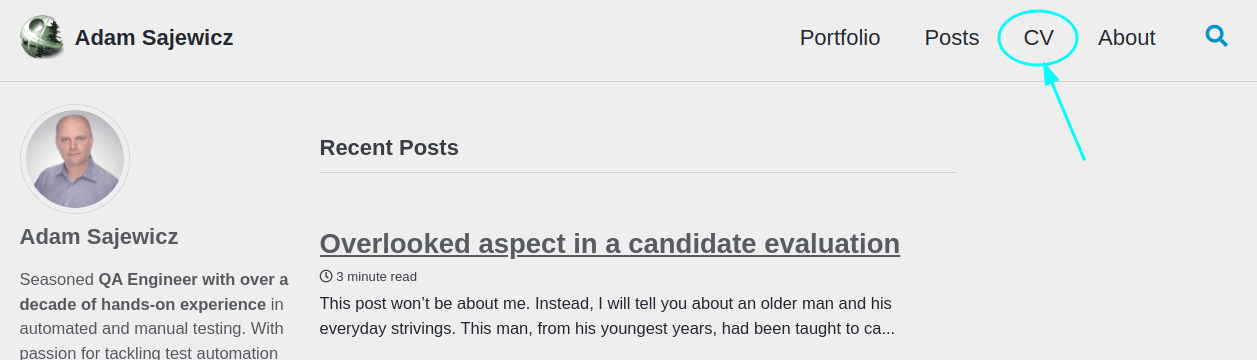 Adam Sajewicz
Portfolio Posts CV About
Adam Sajewicz
Seasoned QA Engineer with over a
decade of hands-on experience in
automated and manual testing. With
passion for tackling test automation
Recent Posts
Overlooked aspect in a candidate evaluation
3 minute read
This post won’t be about me. Instead, I will tell you about an older man and his
everyday strivings. This man, from his youngest years, had been taught to ca...